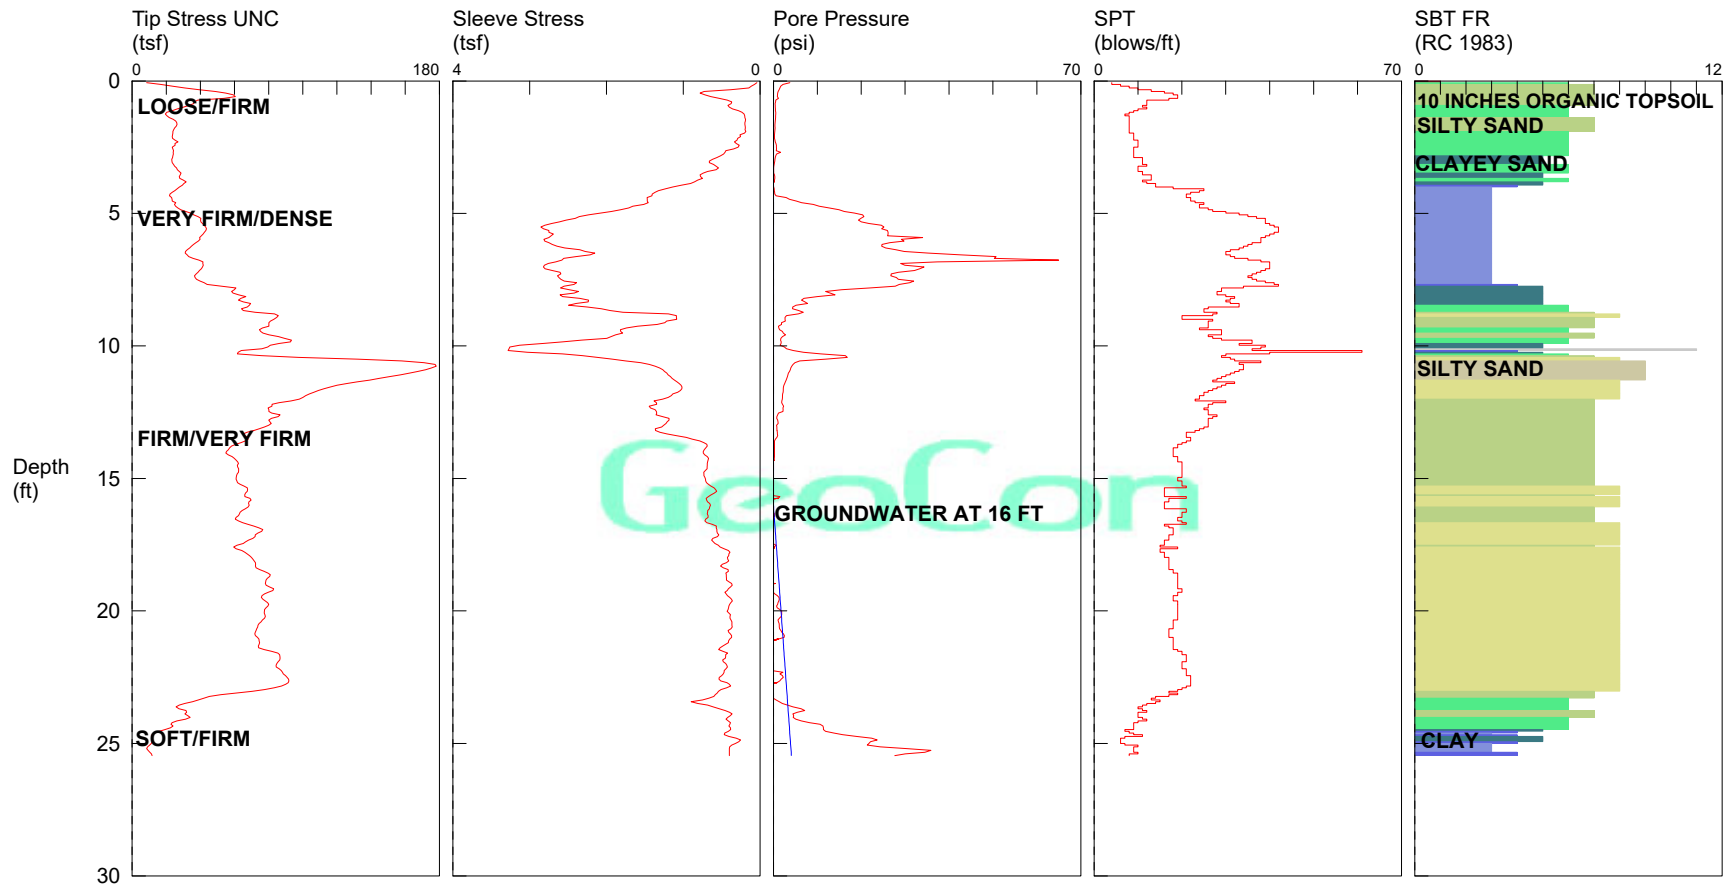 Tip Stress UNC
(tsf)
Sleeve Stress
(tsf)
Pore Pressure
(psi)
SPT
(blows/ft)
SBT FR
(RC 1983)
0 180
4 0
0 70
0 70
0 12
0
5
10
15
20
25
30
Depth
(ft)
LOOSE/FIRM
VERY FIRM/DENSE
FIRM/VERY FIRM
SOFT/FIRM
GeoCon
GROUNDWATER AT 16 FT
10 INCHES ORGANIC TOPSOIL
SILTY SAND
CLAYEY SAND
SILTY SAND
CLAY